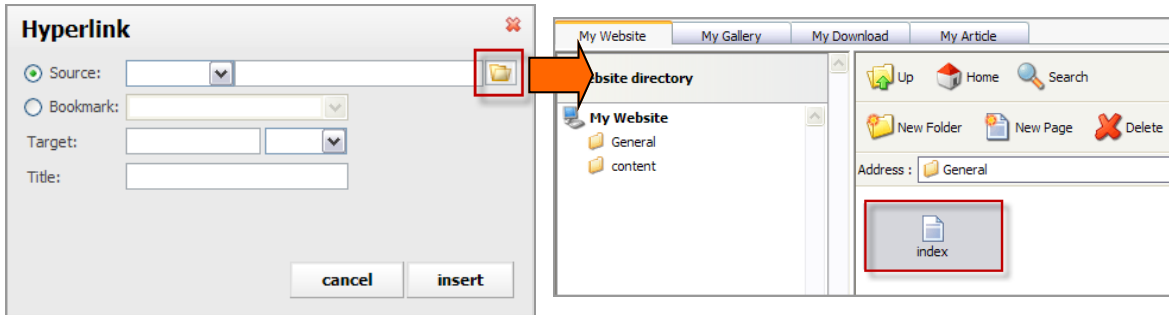 Hyperlink
Source:
Bookmark:
Target:
Title:
cancel insert
My Website My Gallery My Download My Article
bsite directory
My Website
General
content
Up Home Search
New Folder New Page Delete
Address : General
index